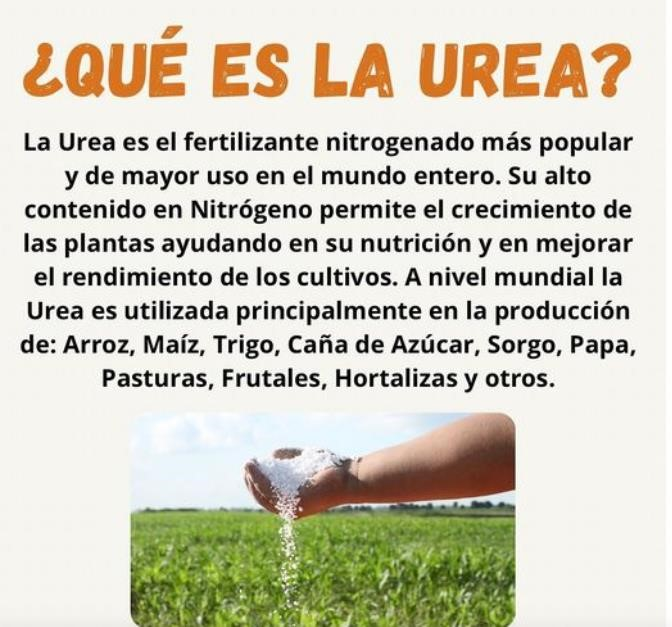 ¿QUÉ ES LA UREA?
La Urea es el fertilizante nitrogenado más popular
y de mayor uso en el mundo entero. Su alto
contenido en Nitrógeno permite el crecimiento de
las plantas ayudando en su nutrición y en mejorar
el rendimiento de los cultivos. A nivel mundial la
Urea es utilizada principalmente en la producción
de: Arroz, Maíz, Trigo, Caña de Azúcar, Sorgo, Papa,
Pasturas, Frutales, Hortalizas y otros.